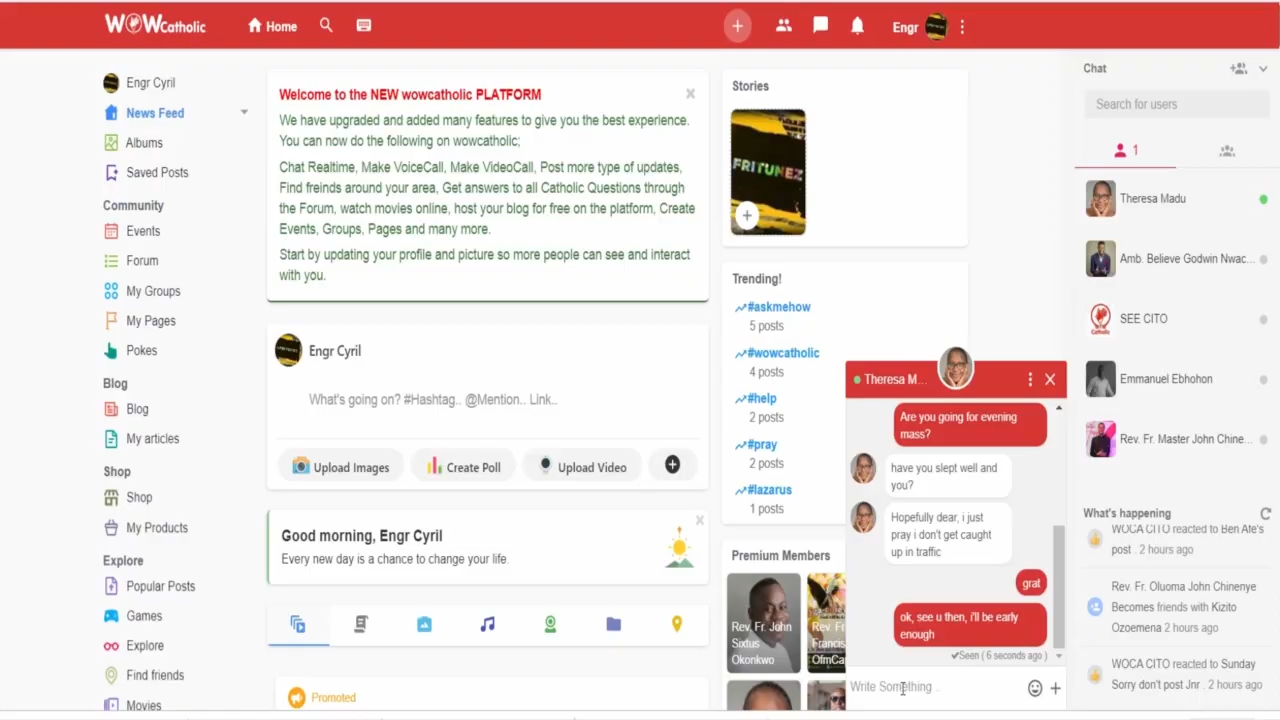 WOWCatholic
Home
Engr
Engr Cyril
News Feed
Albums
Saved Posts
Community
Events
Forum
My Groups
My Pages
Pokes
Blog
Blog
My articles
Shop
Shop
My Products
Explore
Popular Posts
Games
Explore
Find friends
Movies
Welcome to the NEW wowcatholic PLATFORM
We have upgraded and added many features to give you the best experience.
You can now do the following on wowcatholic;
Chat Realtime, Make VoiceCall, Make VideoCall, Post more type of updates,
Find freinds around your area, Get answers to all Catholic Questions through
the Forum, watch movies online, host your blog for free on the platform, Create
Events, Groups, Pages and many more.
Start by updating your profile and picture so more people can see and interact
with you.
Engr Cyril
What's going on? #Hashtag.. @Mention.. Link..
Upload Images
Create Poll
Upload Video
Good morning, Engr Cyril
Every new day is a chance to change your life.
Promoted
Stories
FRITUNEZ
Trending!
#askmehow
5 posts
#wowcatholic
4 posts
#help
2 posts
#pray
2 posts
#lazarus
1 posts
Premium Members
Rev. Fr. John
Sixtus
Okonkwo
Rev. Fr
Francis
OfmCa
Theresa M...
Are you going for evening
mass?
have you slept well and
you?
Hopefully dear, i just
pray i don't get caught
up in traffic
grat
ok, see u then, i'll be early
enough
Seen ( 6 seconds ago )
Write Something .
Chat
Search for users
1
Theresa Madu
Amb. Believe Godwin Nwac...
SEE CITO
Emmanuel Ebhohon
Rev. Fr. Master John Chine...
What's happening
WOCA CITO reacted to Ben Afe's
post . 2 hours ago
Rev. Fr. Oluoma John Chinenye
Becomes friends with Kizito
Ozoemena 2 hours ago
WOCA CITO reacted to Sunday
Sorry don't post Jnr . 2 hours ago